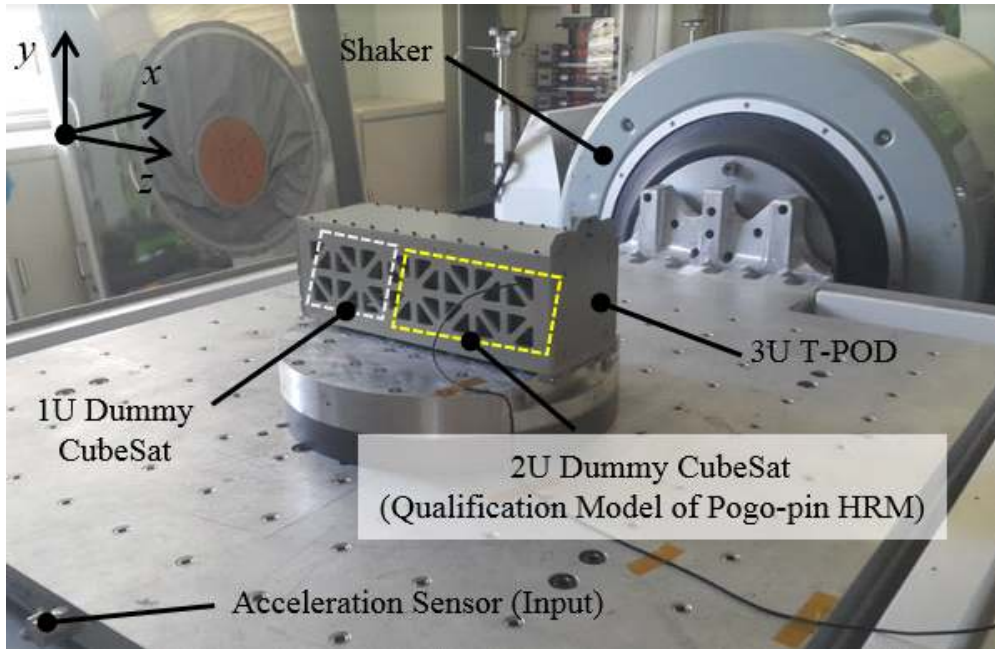 Shaker
y
x
z
3U T-POD
1U Dummy
CubeSat
2U Dummy CubeSat
(Qualification Model of Pogo-pin HRM)
Acceleration Sensor (Input)